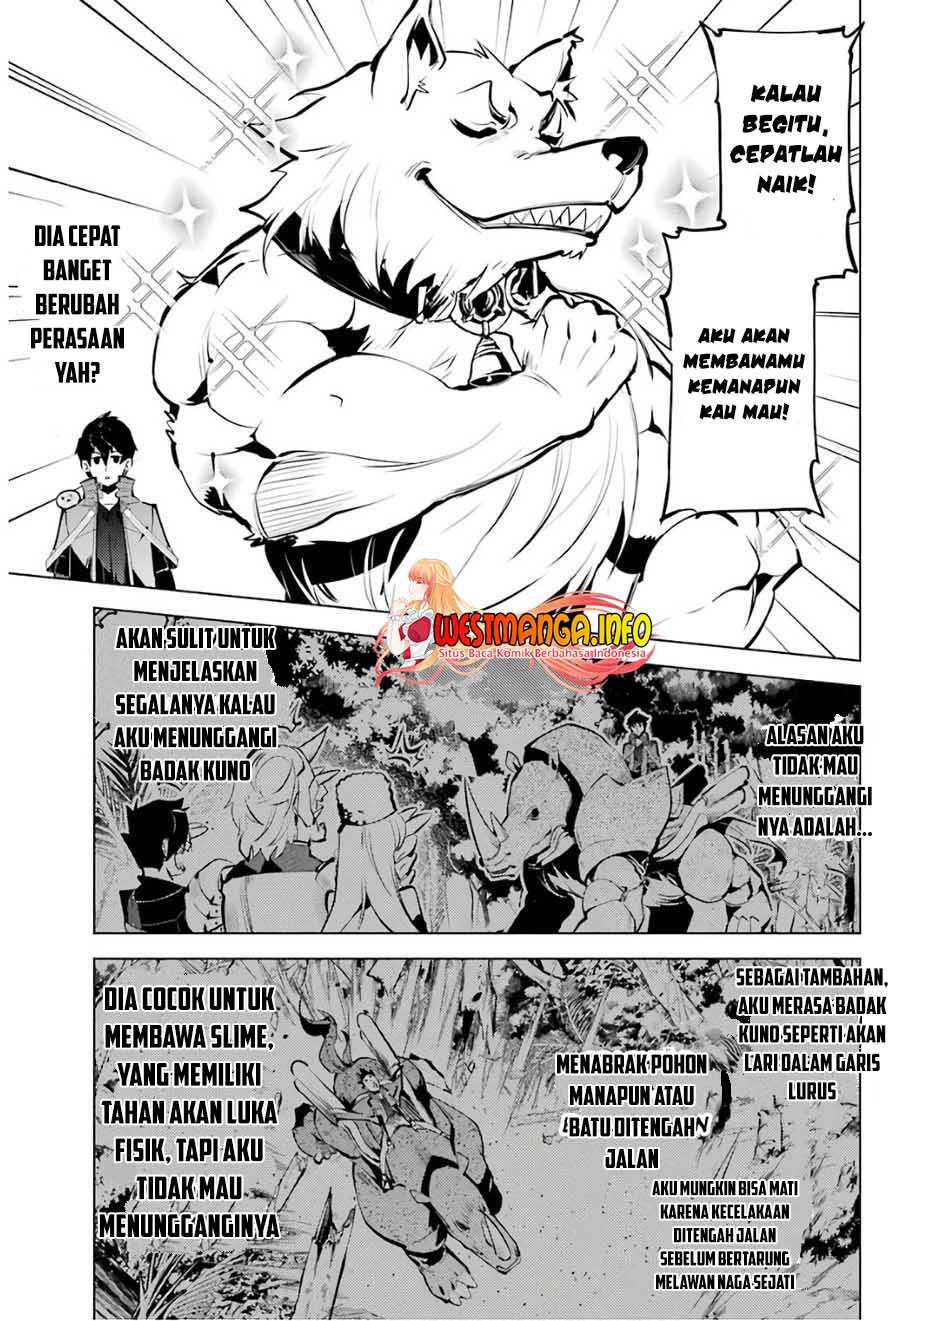 KALAU
BEGITU,
CEPATLAH
NAIK!
AKU AKAN
MEMBAWAMU
KEMANAPUN
KAU MAU!
DIA CEPAT
BANGET
BERUBAH
PERASAAN
YAH?
WESTMANGA.INFO
Situs Baca Komik Berbahasa Indonesia
ALASAN AKU
TIDAK MAU
MENUNGGANGI
NYA ADALAH...
AKAN SULIT UNTUK
MENJELASKAN
SEGALANYA KALAU
AKU MENUNGGANGI
BADAK KUNO
SEBAGAI TAMBAHAN,
AKU MERASA BADAK
KUNO SEPERTI AKAN
LARI DALAM GARIS
LURUS
MENABRAK POHON
MANAPUN ATAU
BATU DITENGAH
JALAN
AKU MUNGKIN BISA MATI
KARENA KECELAKAAN
DITENGAH JALAN
SEBELUM BERTARUNG
MELAWAN NAGA SEJATI
DIA COCOK UNTUK
MEMBAWA SLIME,
YANG MEMILIKI
TAHAN AKAN LUKA
FISIK, TAPI AKU
TIDAK MAU
MENUNGGANGINYA